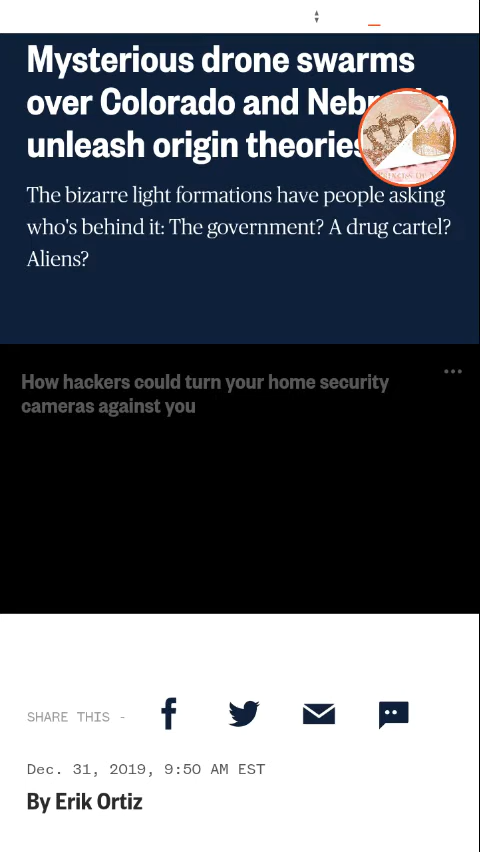 Mysterious drone swarms
over Colorado and Nebraska
unleash origin theories
The bizarre light formations have people asking
who's behind it: The government? A drug cartel?
Aliens?
How hackers could turn your home security
cameras against you
SHARE THIS -
Dec. 31, 2019, 9:50 AM EST
By Erik Ortiz